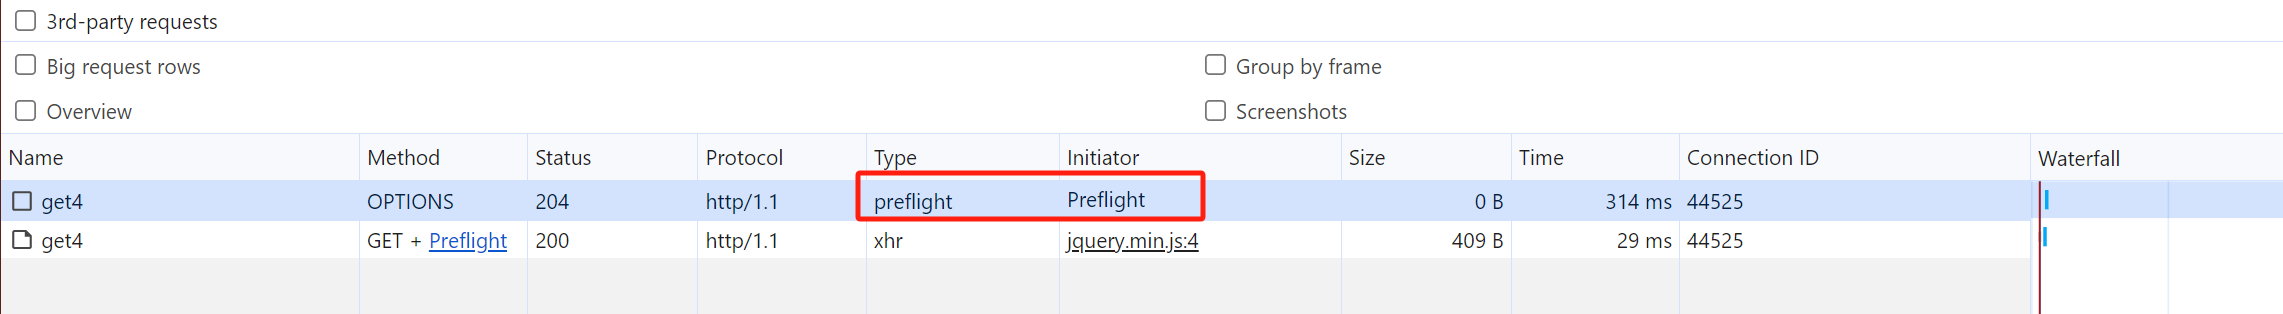 3rd-party requests
Big request rows Group by frame
Overview Screenshots
Name Method Status Protocol Type Initiator Size Time Connection ID Waterfall
get4 OPTIONS 204 http/1.1 preflight Preflight 0 B 314 ms 44525
get4 GET + Preflight 200 http/1.1 xhr jquery.min.js:4 409 B 29 ms 44525